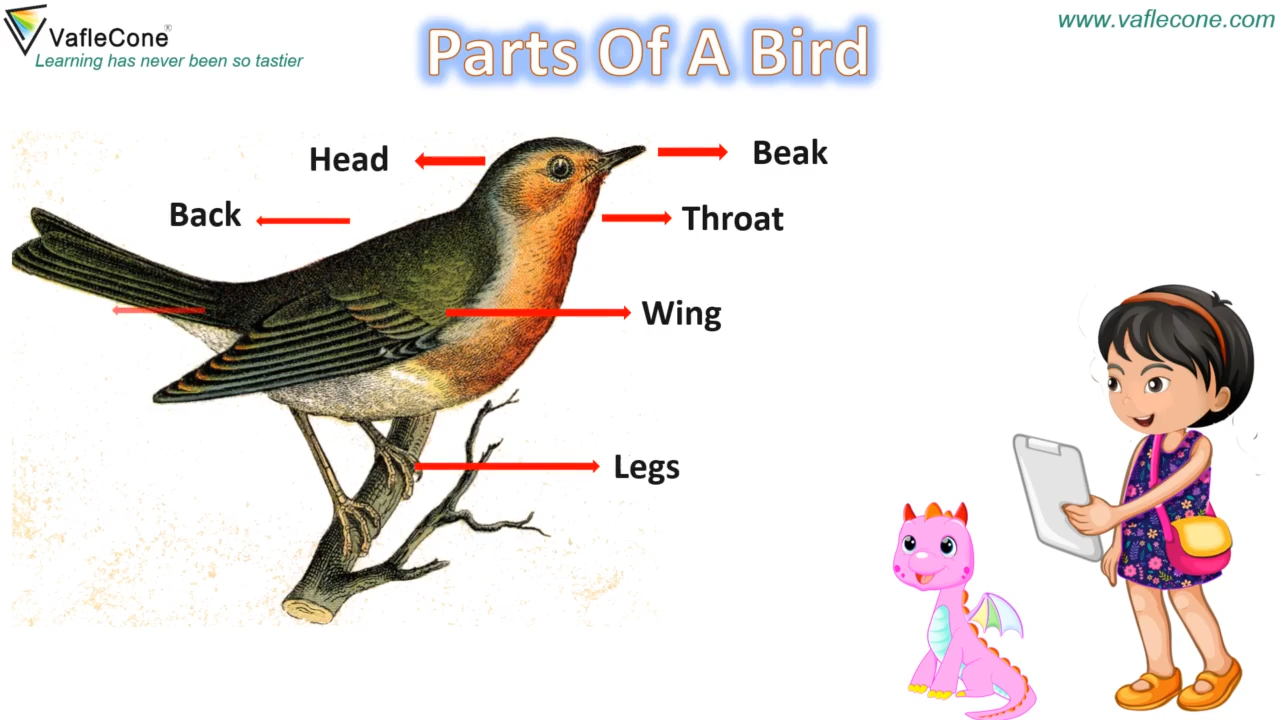 VafleCone®
Learning has never been so tastier
www.vaflecone.com
Parts Of A Bird
Head
Beak
Back
Throat
Wing
Legs